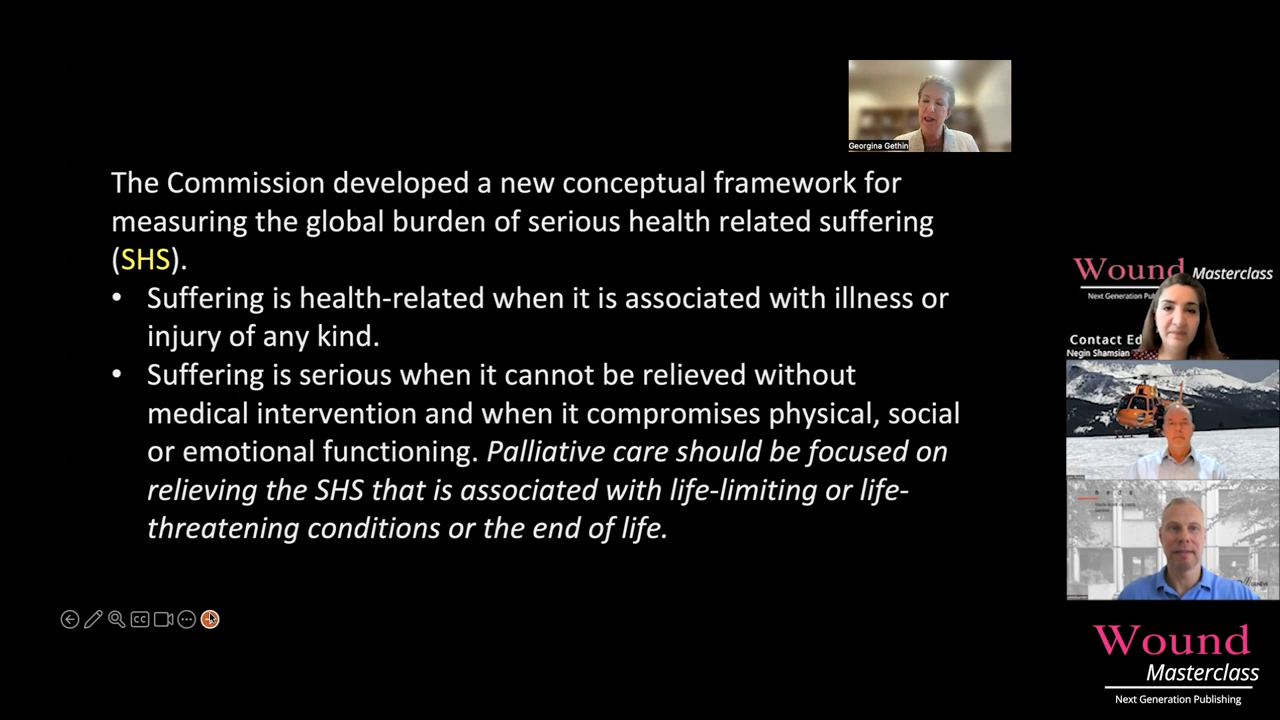 Georgina Gethin
The Commission developed a new conceptual framework for
measuring the global burden of serious health related suffering
(SHS).
• Suffering is health-related when it is associated with illness or
injury of any kind.
• Suffering is serious when it cannot be relieved without
medical intervention and when it compromises physical, social
or emotional functioning. Palliative care should be focused on
relieving the SHS that is associated with life-limiting or life-
threatening conditions or the end of life.
CC
Wound Masterclass
Next Generation Pu
Contact Ed
Negin Shamsian
Wound
Masterclass
Next Generation Publishing